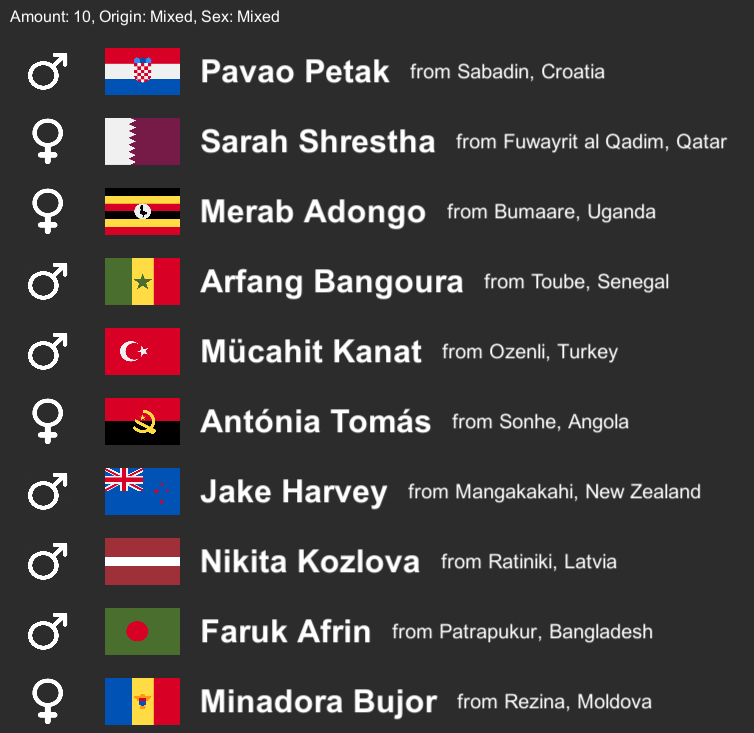 Amount: 10, Origin: Mixed, Sex: Mixed
Pavao Petak from Sabadin, Croatia
Sarah Shrestha from Fuwayrit al Qadim, Qatar
Merab Adongo from Bumaare, Uganda
Arfang Bangoura from Toube, Senegal
Mücahit Kanat from Ozenli, Turkey
Antónia Tomás from Sonhe, Angola
Jake Harvey from Mangakakahi, New Zealand
Nikita Kozlova from Ratiniki, Latvia
Faruk Afrin from Patrapukur, Bangladesh
Minadora Bujor from Rezina, Moldova